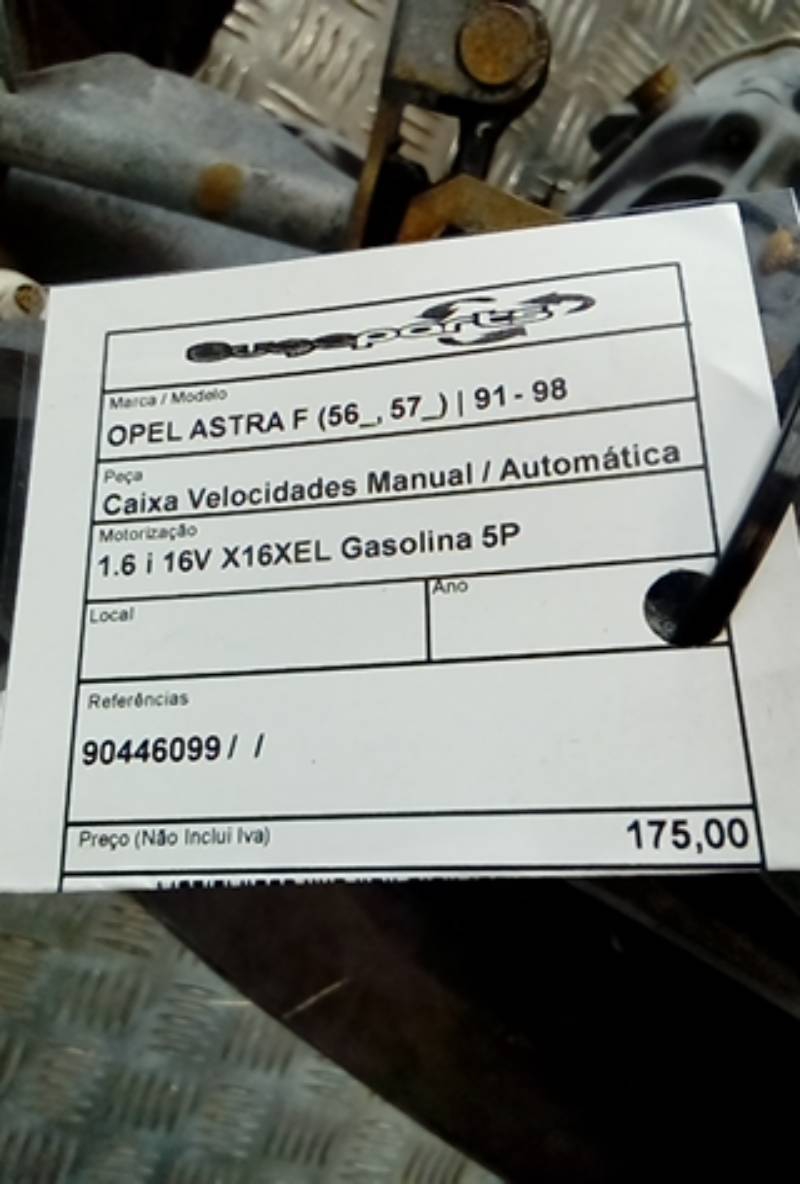 Marca / Modelo
OPEL ASTRA F (56_, 57_) | 91 - 98
Peça
Caixa Velocidades Manual / Automática
Motorização
1.6 i 16V X16XEL Gasolina 5P
Local
Ano
Referências
90446099 / /
Preço (Não Inclui Iva)
175,00